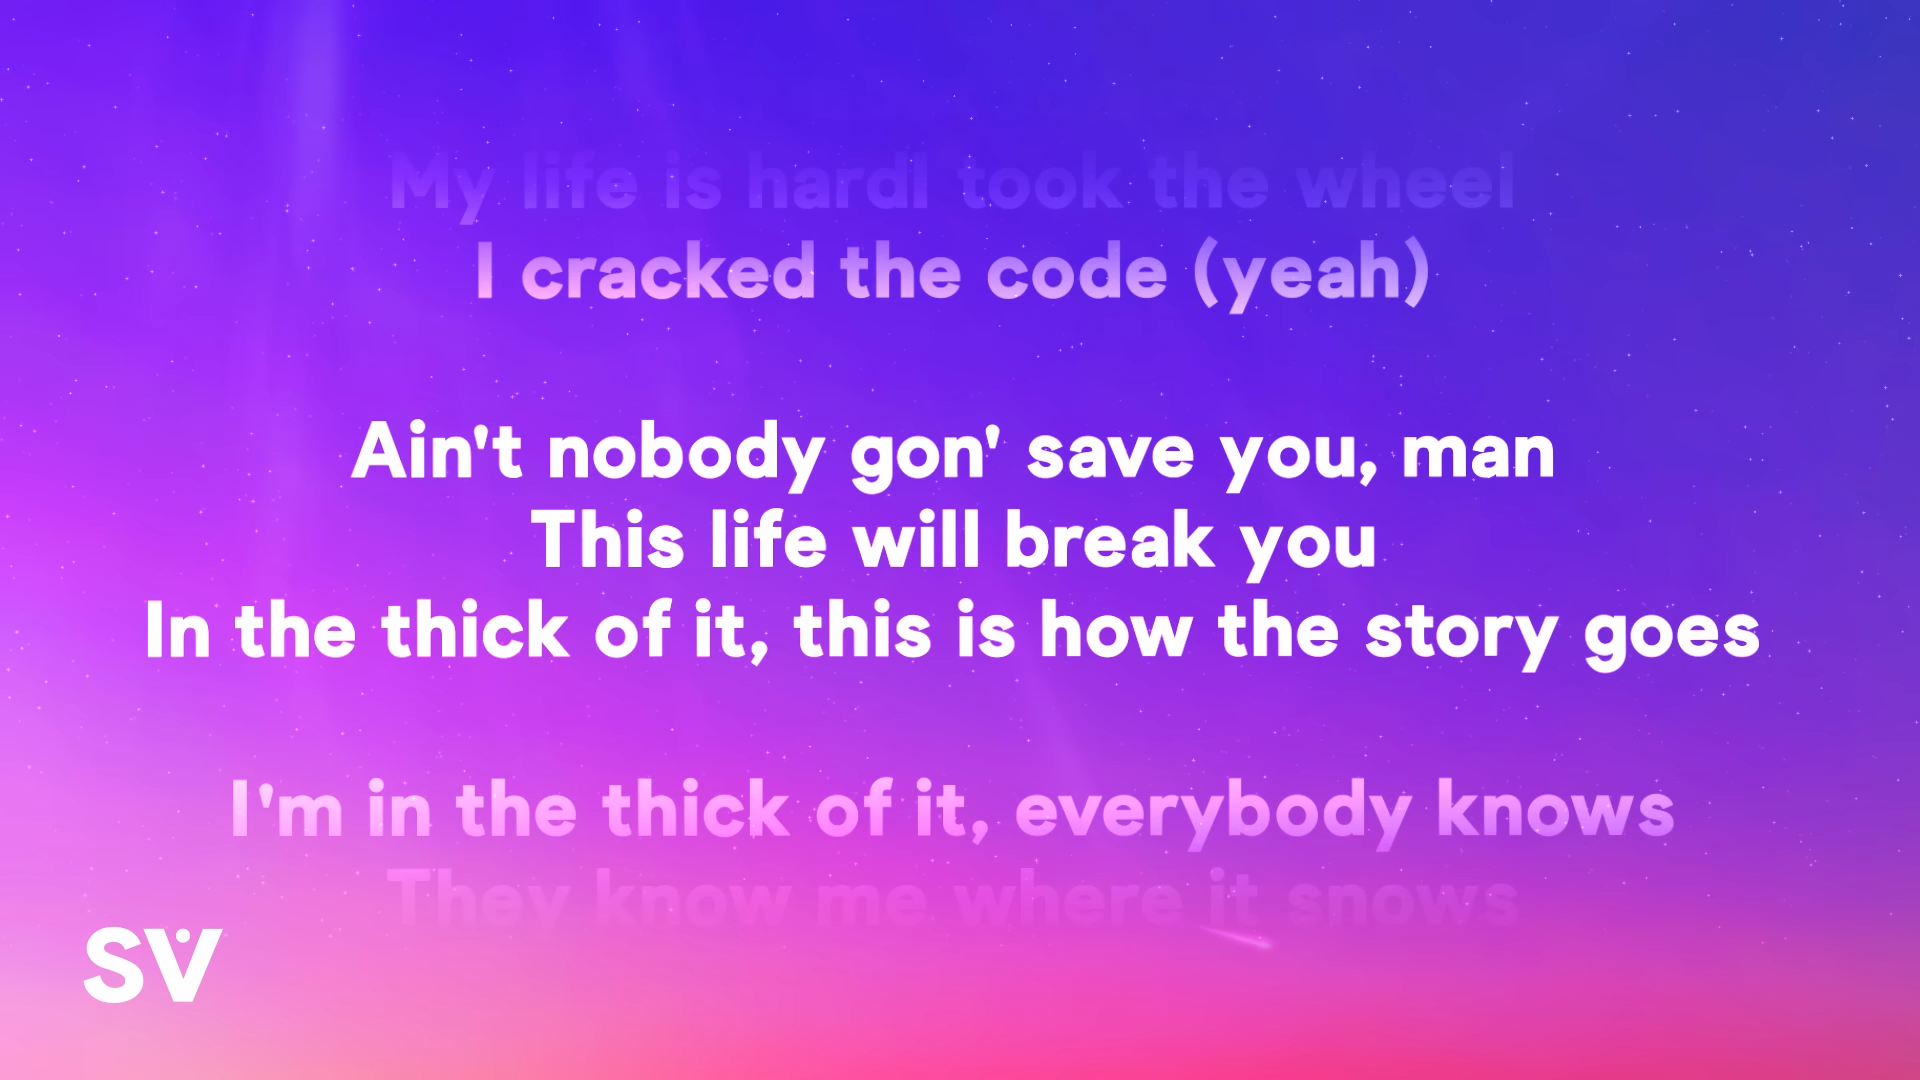 My life is hardI took the wheel
I cracked the code (yeah)
Ain't nobody gon' save you, man
This life will break you
In the thick of it, this is how the story goes
I'm in the thick of it, everybody knows
They know me where it snows
SV